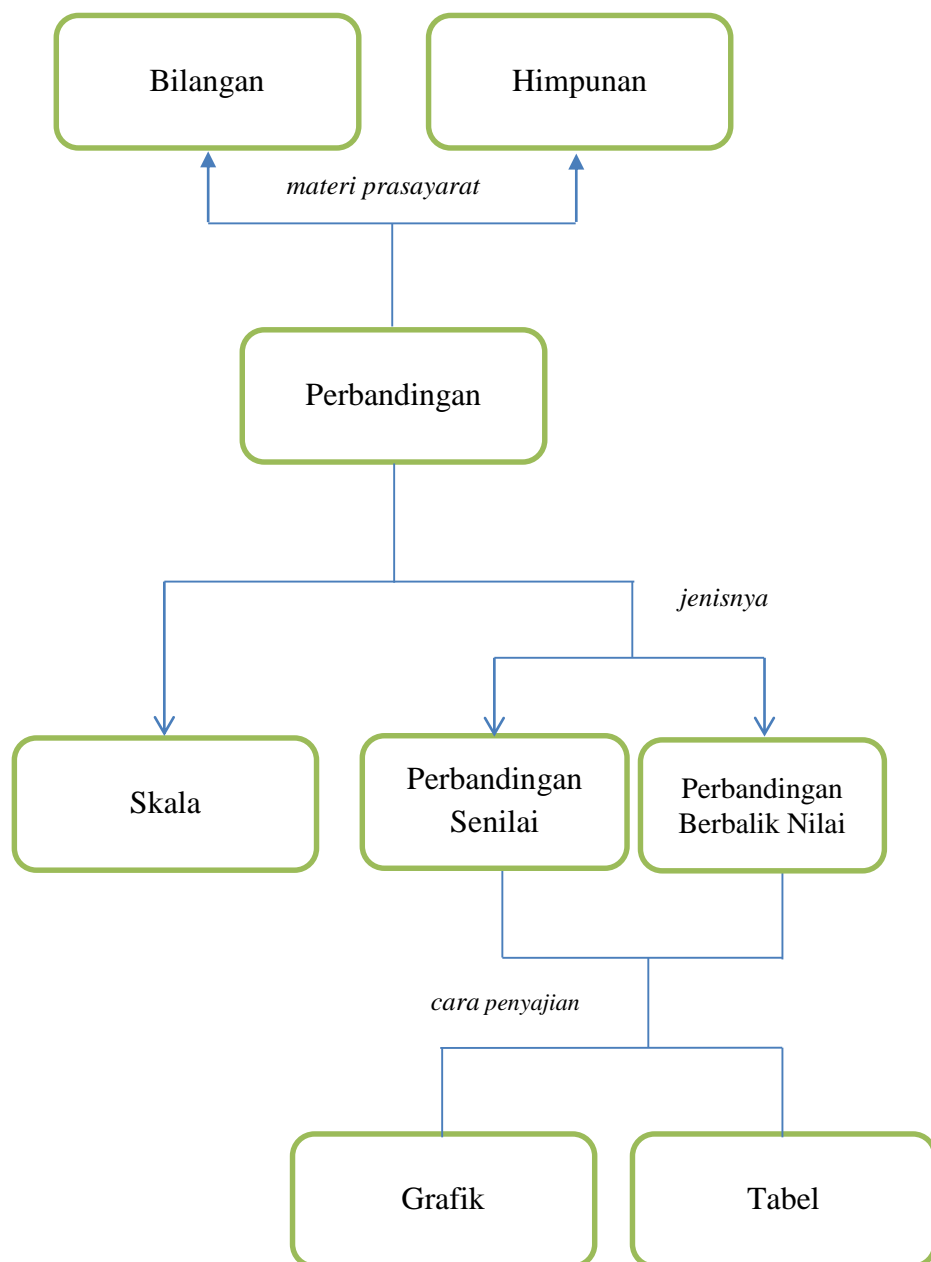 Bilangan
Himpunan
materi prasayarat
Perbandingan
jenisnya
Skala
Perbandingan
Senilai
Perbandingan
Berbalik Nilai
cara penyajian
Grafik
Tabel